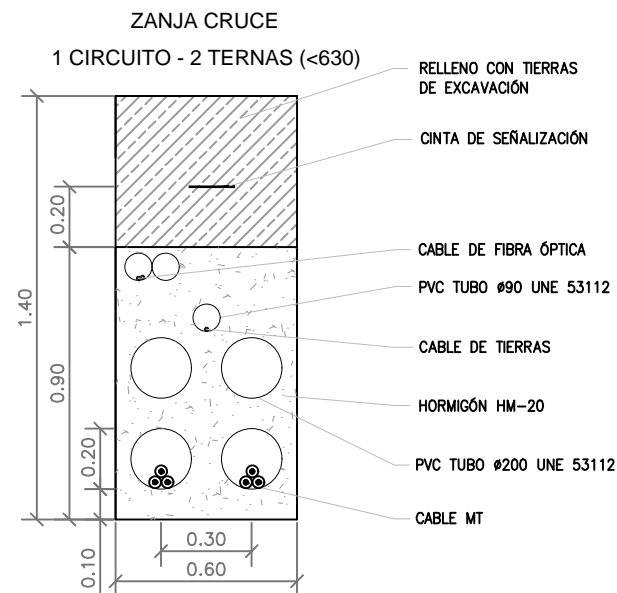 ZANJA CRUCE
1 CIRCUITO - 2 TERNAS (<630)
RELLENO CON TIERRAS
DE EXCAVACIÓN
CINTA DE SEÑALIZACIÓN
CABLE DE FIBRA ÓPTICA
PVC TUBO ø90 UNE 53112
CABLE DE TIERRAS
HORMIGÓN HM-20
PVC TUBO ø200 UNE 53112
CABLE MT
1.40
0.20
0.90
0.20
0.10
0.30
0.60